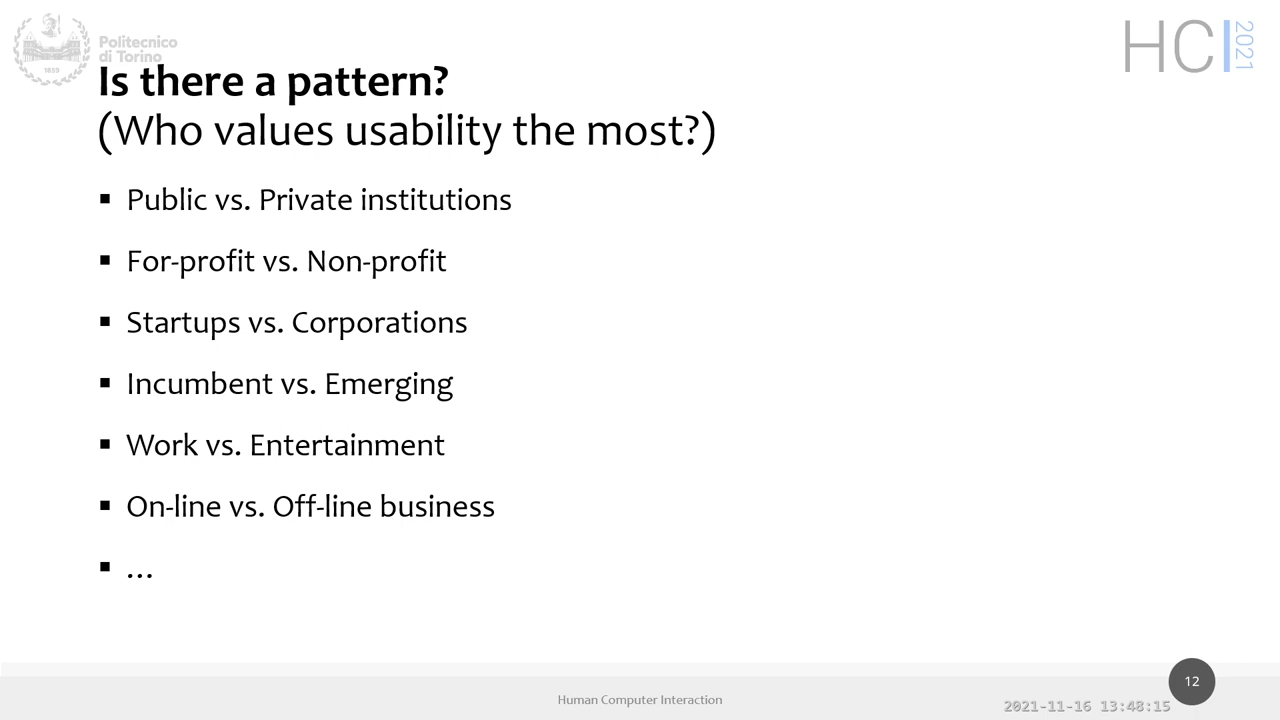 Politecnico
di Torino
1859
HCI
2021
Is there a pattern?
(Who values usability the most?)
▪ Public vs. Private institutions
▪ For-profit vs. Non-profit
▪ Startups vs. Corporations
▪ Incumbent vs. Emerging
▪ Work vs. Entertainment
▪ On-line vs. Off-line business
▪ …
12
Human Computer Interaction
2021-11-16 13:48:15